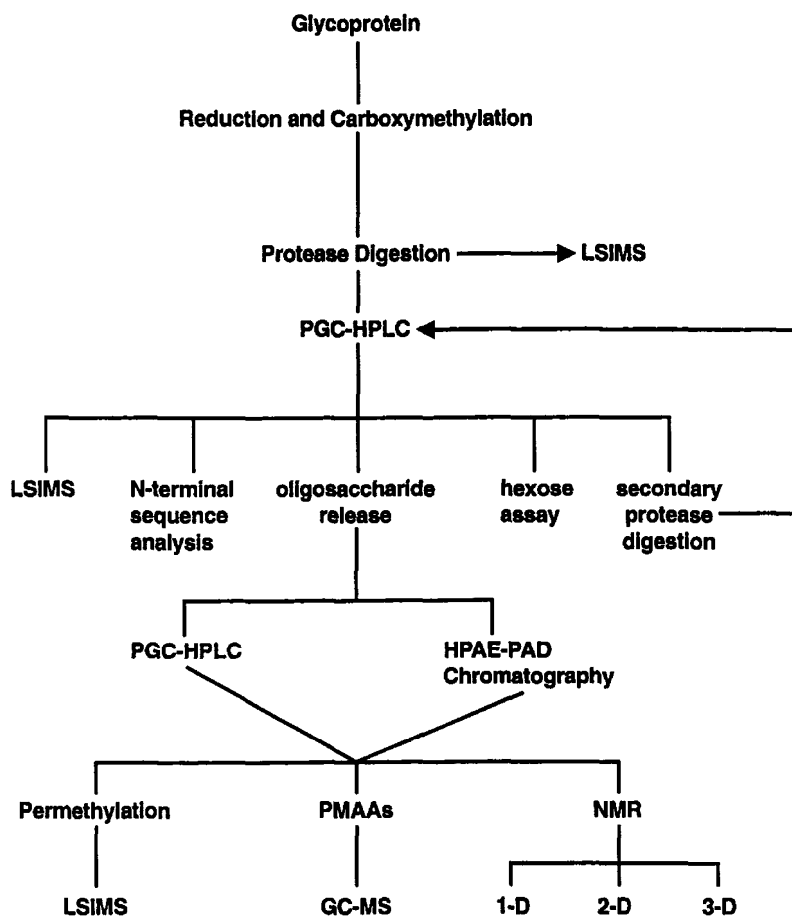 Glycoprotein
Reduction and Carboxymethylation
Protease Digestion
LSIMS
PGC-HPLC
LSIMS
N-terminal
sequence
analysis
oligosaccharide
release
hexose
assay
secondary
protease
digestion
PGC-HPLC
HPAE-PAD
Chromatography
Permethylation
PMAAs
NMR
LSIMS
GC-MS
1-D
2-D
3-D